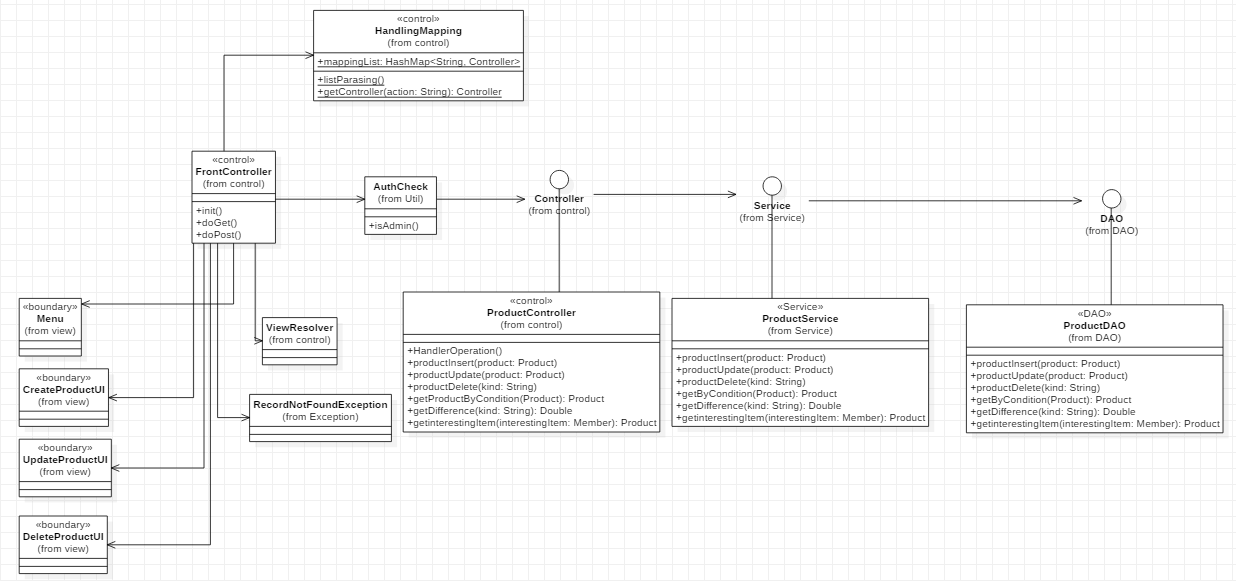 «control»
HandlingMapping
(from control)
+mappingList: HashMap<String, Controller>
+listParasing()
+getController(action: String): Controller
«control»
FrontController
(from control)
+init()
+doGet()
+doPost()
AuthCheck
(from Util)
+isAdmin()
Controller
(from control)
Service
(from Service)
DAO
(from DAO)
«boundary»
Menu
(from view)
ViewResolver
(from control)
«control»
ProductController
(from control)
+HandlerOperation()
+productInsert(product: Product)
+productUpdate(product: Product)
+productDelete(kind: String)
+getProductByCondition(Product): Product
+getDifference(kind: String): Double
+getinterestingItem(interestingItem: Member): Product
«Service»
ProductService
(from Service)
+productInsert(product: Product)
+productUpdate(product: Product)
+productDelete(kind: String)
+getByCondition(Product): Product
+getDifference(kind: String): Double
+getinterestingItem(interestingItem: Member): Product
«DAO»
ProductDAO
(from DAO)
+productInsert(product: Product)
+productUpdate(product: Product)
+productDelete(kind: String)
+getByCondition(Product): Product
+getDifference(kind: String): Double
+getinterestingItem(interestingItem: Member): Product
«boundary»
CreateProductUI
(from view)
RecordNotFoundException
(from Exception)
«boundary»
UpdateProductUI
(from view)
«boundary»
DeleteProductUI
(from view)